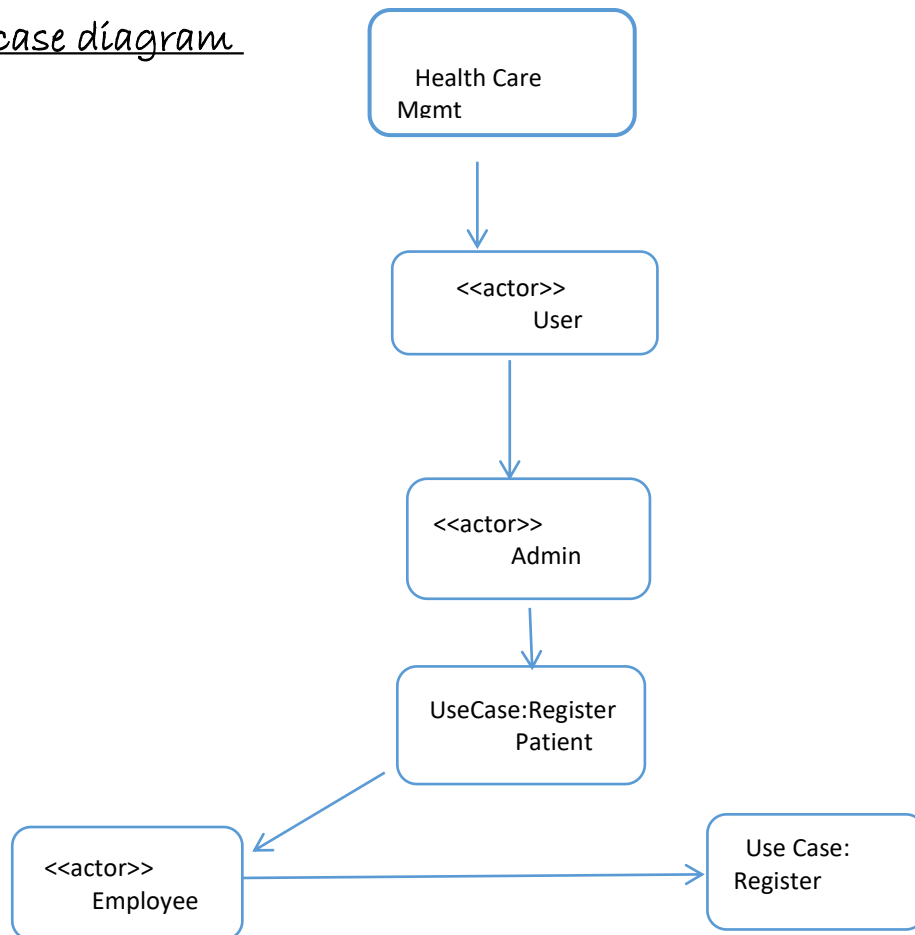 case diagram
Health Care
Mgmt
<<actor>>
User
<<actor>>
Admin
UseCase:Register
Patient
<<actor>>
Employee
Use Case:
Register